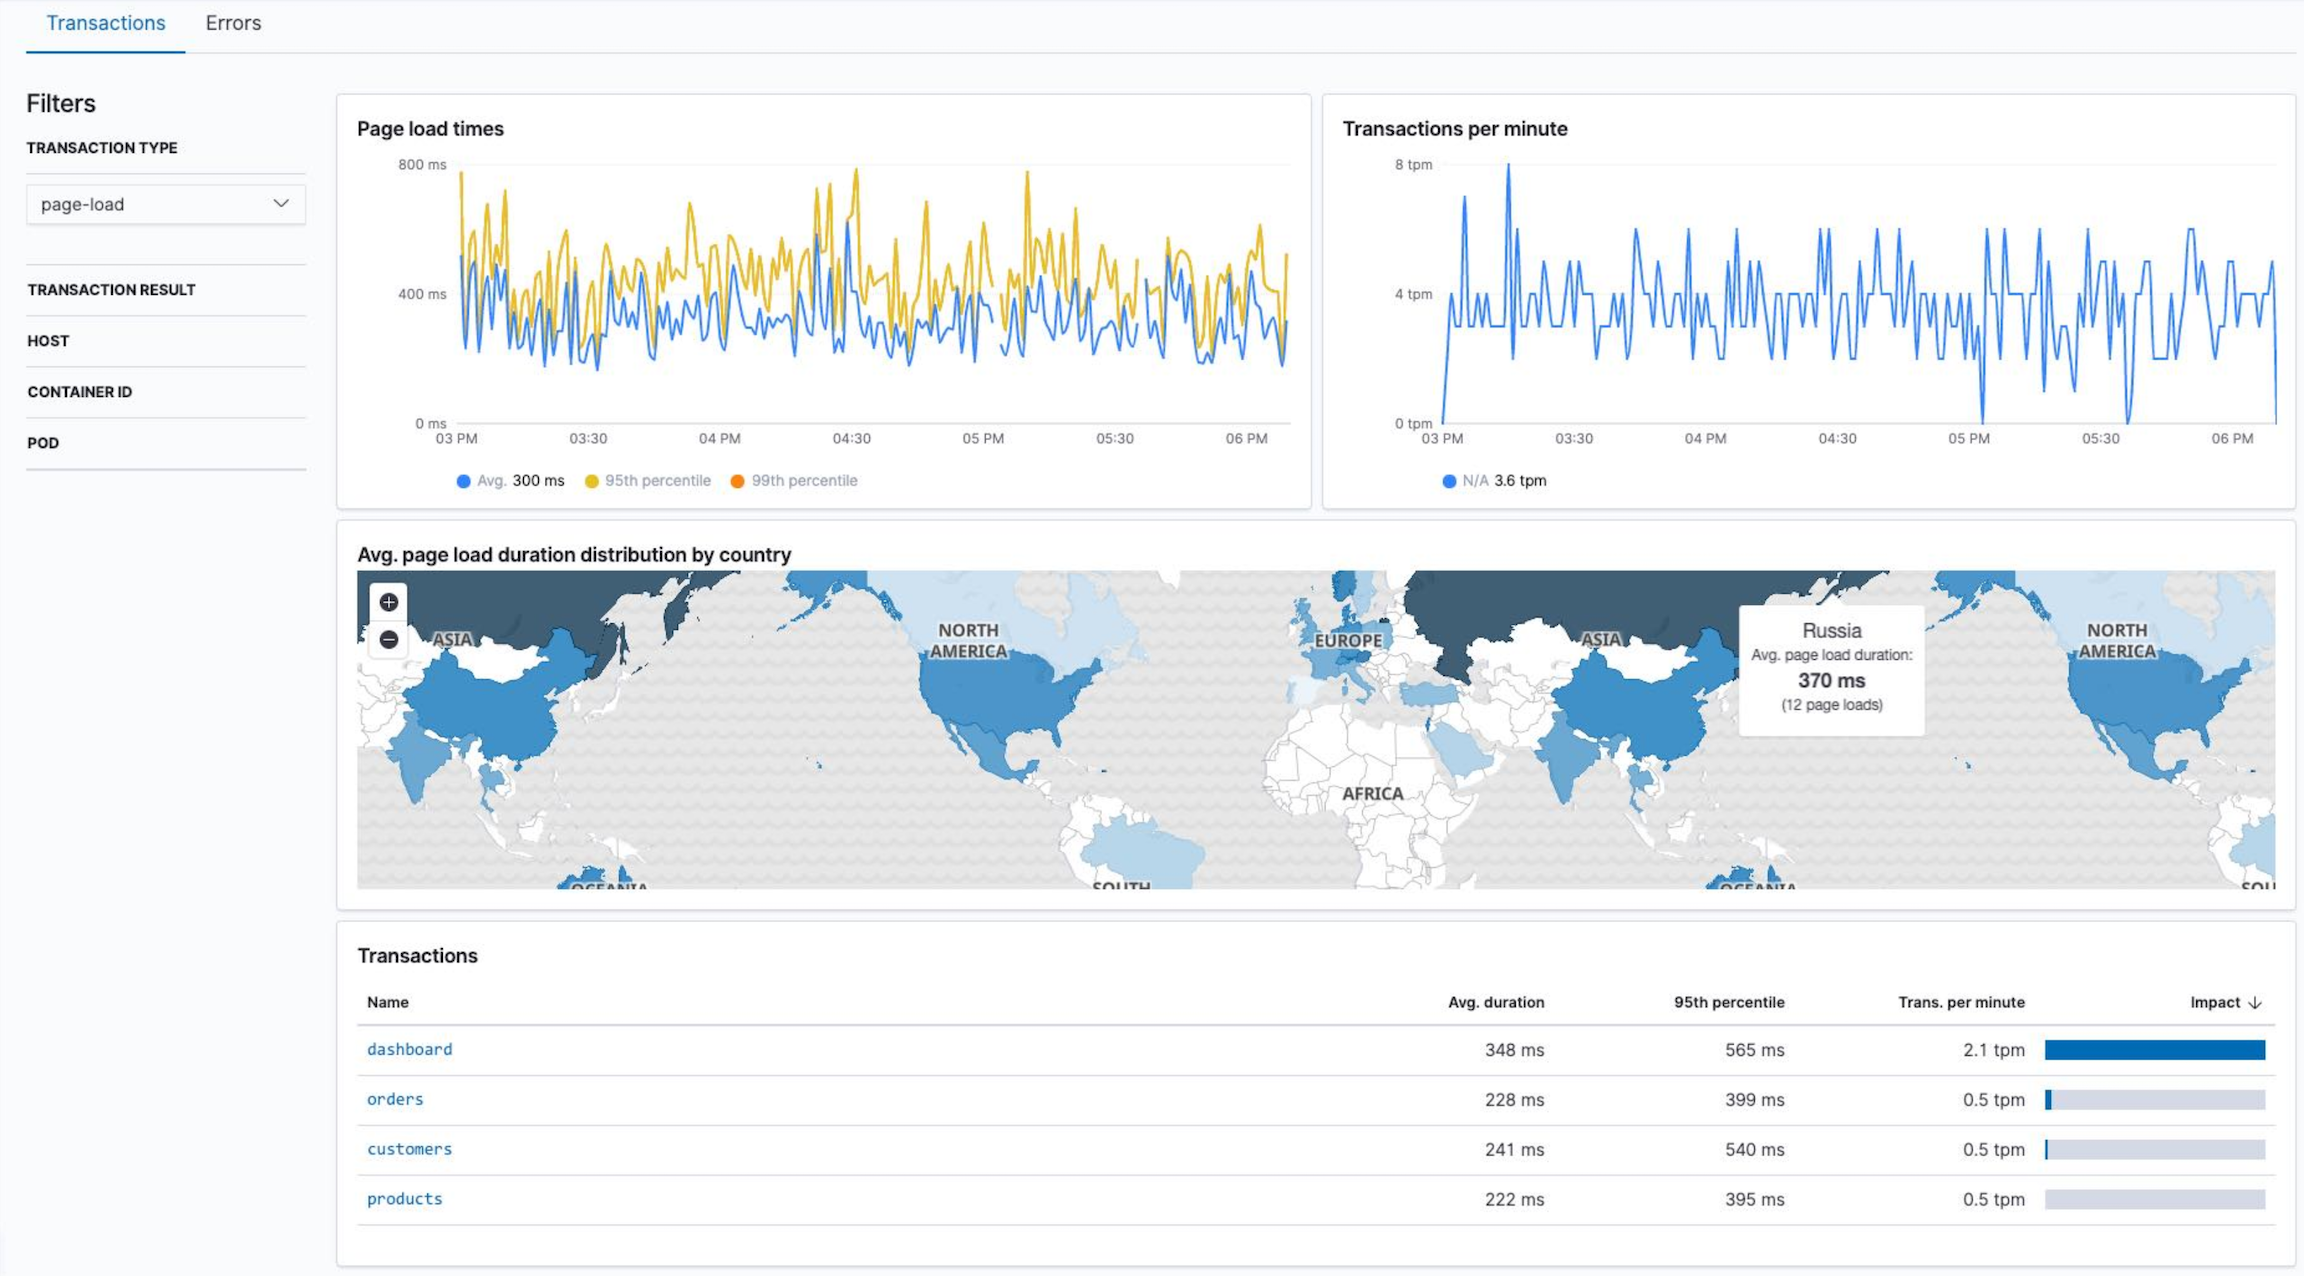 Transactions Errors
Filters
TRANSACTION TYPE
page-load
TRANSACTION RESULT
HOST
CONTAINER ID
POD
Page load times
800 ms
400 ms
0 ms
03 PM 03:30 04 PM 04:30 05 PM 05:30 06 PM
Avg. 300 ms 95th percentile 99th percentile
Transactions per minute
8 tpm
4 tpm
0 tpm
03 PM 03:30 04 PM 04:30 05 PM 05:30 06 PM
N/A 3.6 tpm
Avg. page load duration distribution by country
ASIA
NORTH
AMERICA
EUROPE
AFRICA
ASIA
NORTH
AMERICA
OCEANIA
SOUTH
OCEANIA
SOU
Russia
Avg. page load duration:
370 ms
(12 page loads)
Transactions
Name Avg. duration 95th percentile Trans. per minute Impact
dashboard 348 ms 565 ms 2.1 tpm
orders 228 ms 399 ms 0.5 tpm
customers 241 ms 540 ms 0.5 tpm
products 222 ms 395 ms 0.5 tpm